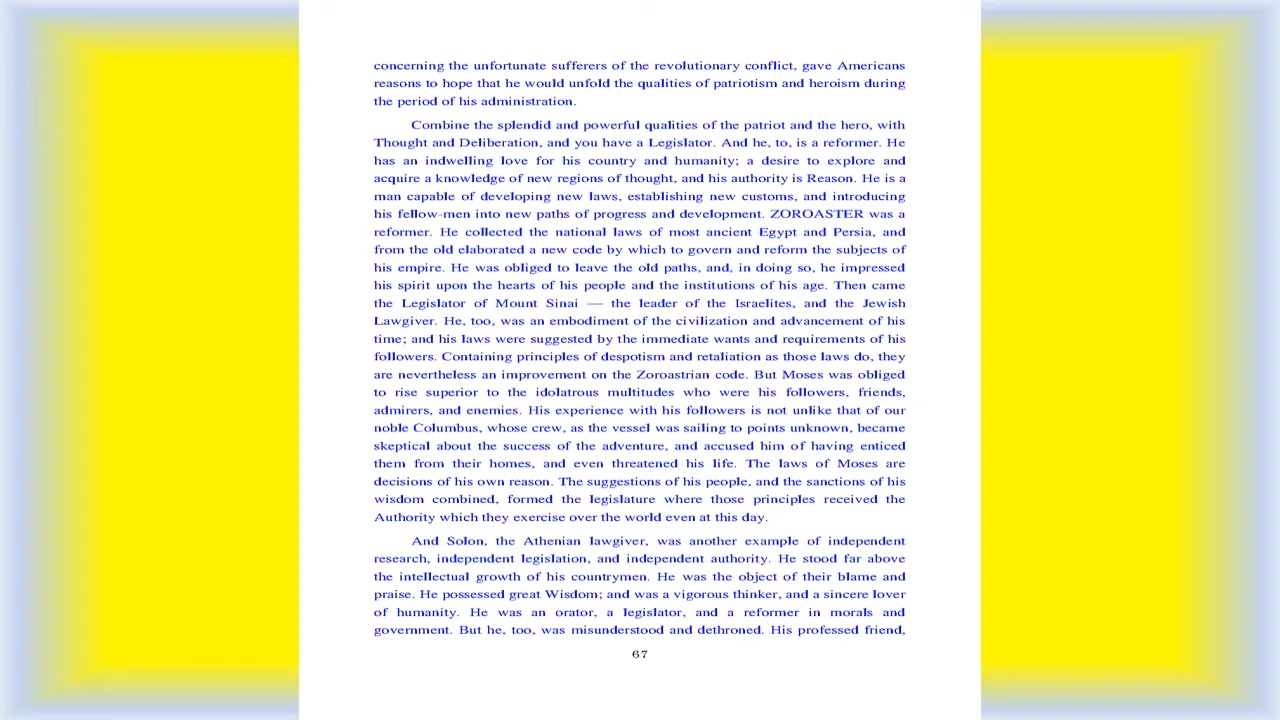 concerning the unfortunate sufferers of the revolutionary conflict, gave Americans
reasons to hope that he would unfold the qualities of patriotism and heroism during
the period of his administration.
Combine the splendid and powerful qualities of the patriot and the hero, with
Thought and Deliberation, and you have a Legislator. And he, to, is a reformer. He
has an indwelling love for his country and humanity; a desire to explore and
acquire a knowledge of new regions of thought, and his authority is Reason. He is a
man capable of developing new laws, establishing new customs, and introducing
his fellow-men into new paths of progress and development. ZOROASTER was a
reformer. He collected the national laws of most ancient Egypt and Persia, and
from the old elaborated a new code by which to govern and reform the subjects of
his empire. He was obliged to leave the old paths, and, in doing so, he impressed
his spirit upon the hearts of his people and the institutions of his age. Then came
the Legislator of Mount Sinai — the leader of the Israelites, and the Jewish
Lawgiver. He, too, was an embodiment of the civilization and advancement of his
time; and his laws were suggested by the immediate wants and requirements of his
followers. Containing principles of despotism and retaliation as those laws do, they
are nevertheless an improvement on the Zoroastrian code. But Moses was obliged
to rise superior to the idolatrous multitudes who were his followers, friends,
admirers, and enemies. His experience with his followers is not unlike that of our
noble Columbus, whose crew, as the vessel was sailing to points unknown, became
skeptical about the success of the adventure, and accused him of having enticed
them from their homes, and even threatened his life. The laws of Moses are
decisions of his own reason. The suggestions of his people, and the sanctions of his
wisdom combined, formed the legislature where those principles received the
Authority which they exercise over the world even at this day.
And Solon, the Athenian lawgiver, was another example of independent
research, independent legislation, and independent authority. He stood far above
the intellectual growth of his countrymen. He was the object of their blame and
praise. He possessed great Wisdom; and was a vigorous thinker, and a sincere lover
of humanity. He was an orator, a legislator, and a reformer in morals and
government. But he, too, was misunderstood and dethroned. His professed friend,
67